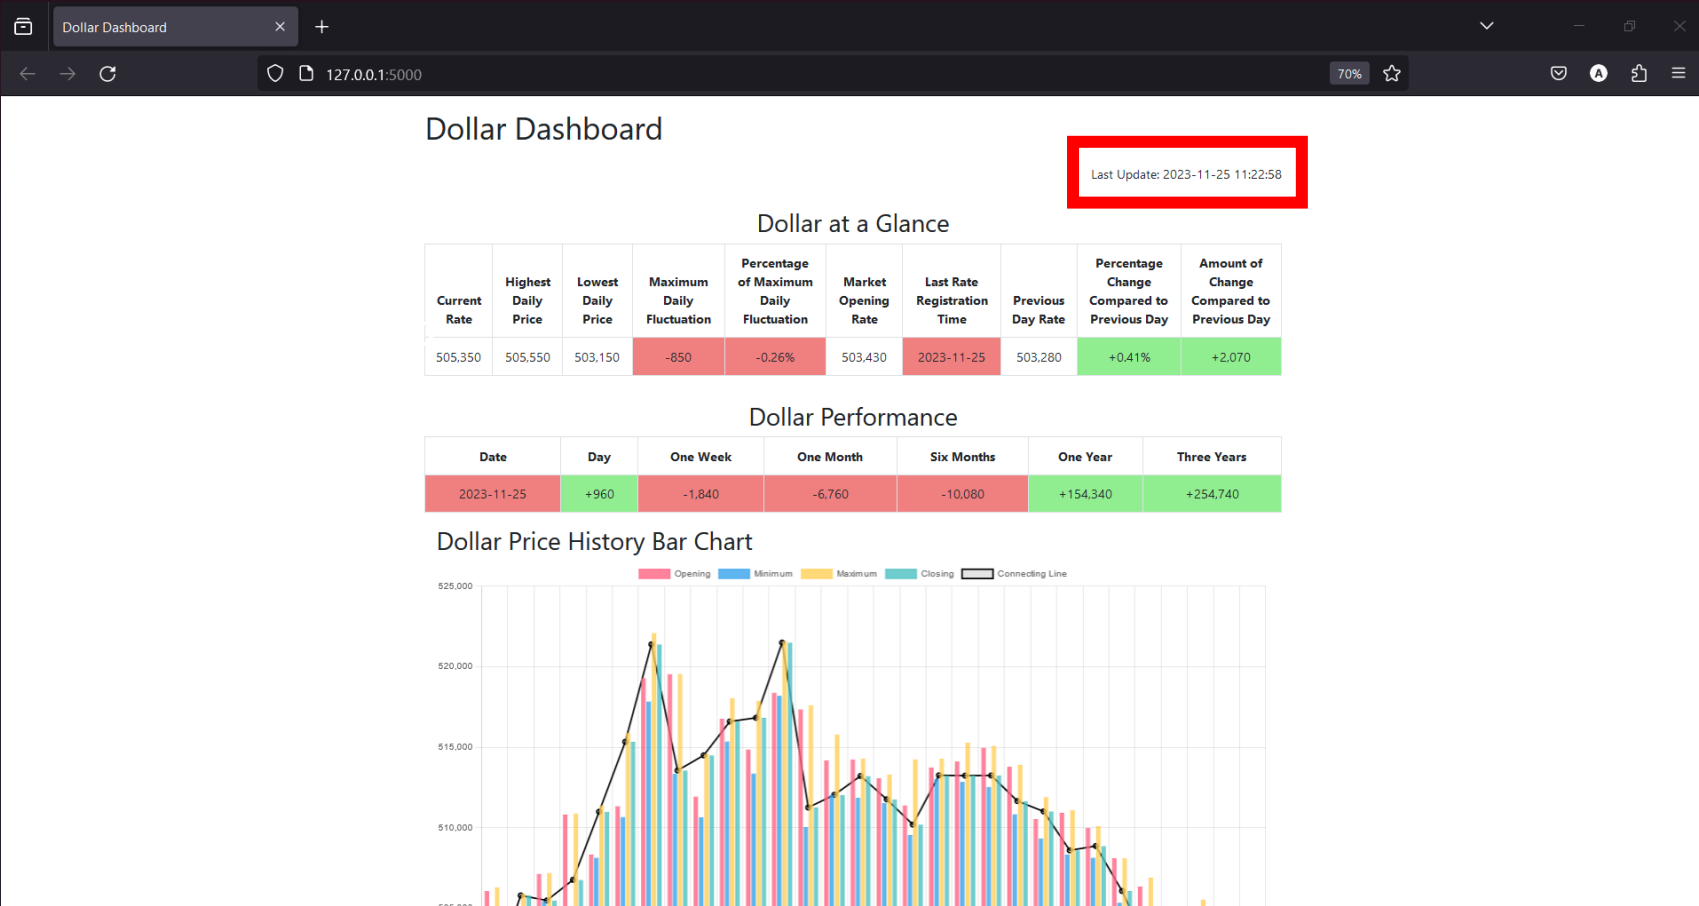 Dollar Dashboard
127.0.0.1:5000
70%
A
Dollar Dashboard
Last Update: 2023-11-25 11:22:58
Dollar at a Glance
Current Rate
Highest Daily Price
Lowest Daily Price
Maximum Daily Fluctuation
Percentage of Maximum Daily Fluctuation
Market Opening Rate
Last Rate Registration Time
Previous Day Rate
Percentage Change Compared to Previous Day
Amount of Change Compared to Previous Day
505,350 505,550 503,150 -850 -0.26% 503,430 2023-11-25 503,280 +0.41% +2,070
Dollar Performance
Date Day One Week One Month Six Months One Year Three Years
2023-11-25 +960 -1,840 -6,760 -10,080 +154,340 +254,740
Dollar Price History Bar Chart
Opening Minimum Maximum Closing Connecting Line
525,000
520,000
515,000
510,000